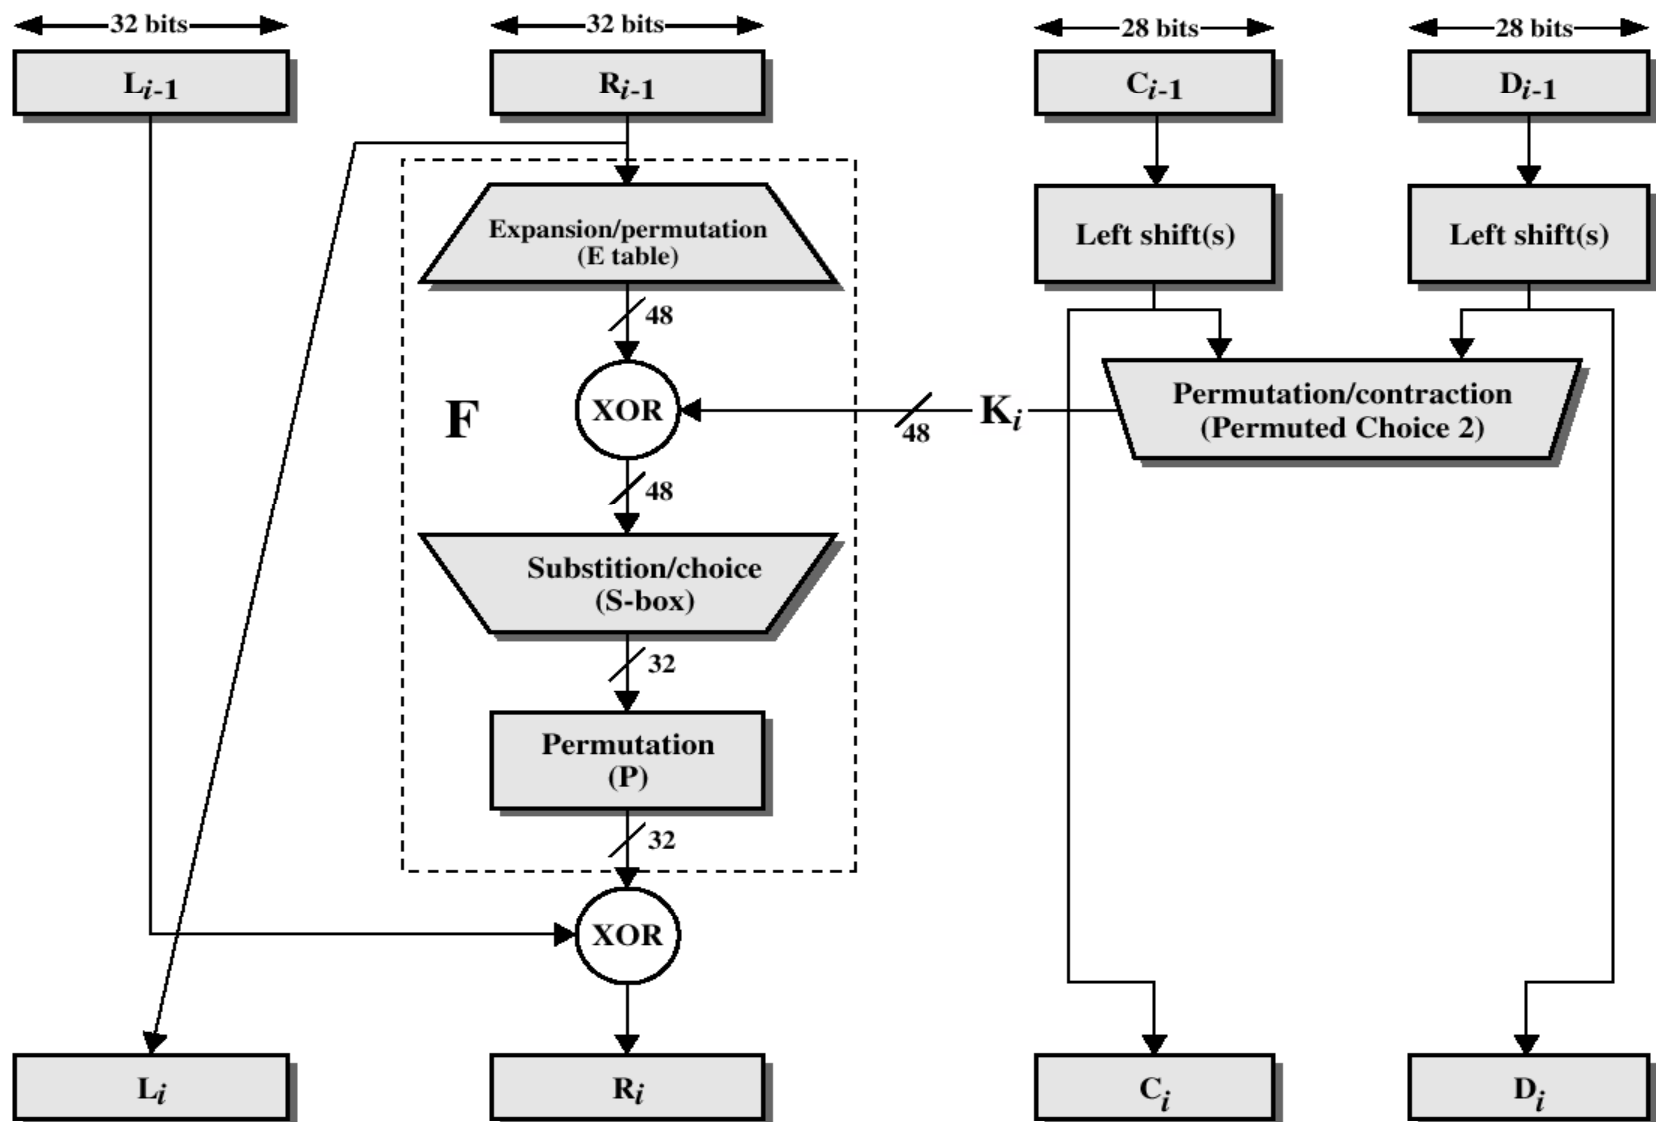 32 bits
32 bits
28 bits
28 bits
Li-1
Ri-1
Ci-1
Di-1
Expansion/permutation
(E table)
Left shift(s)
Left shift(s)
48
F
XOR
48
Ki
Permutation/contraction
(Permuted Choice 2)
48
Substition/choice
(S-box)
32
Permutation
(P)
32
XOR
Li
Ri
Ci
Di